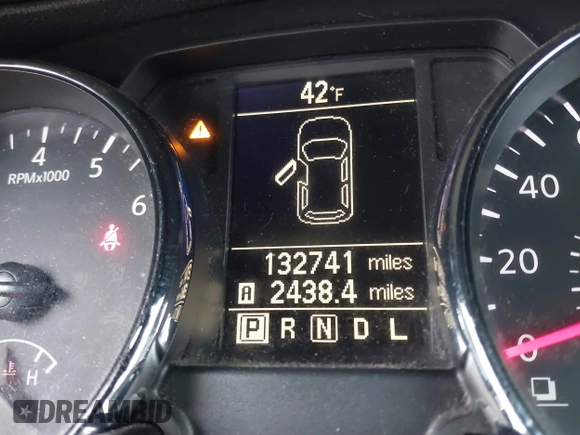 42°F
4
5
6
RPMx1000
H
132741 miles
A 2438.4 miles
P R N D L
40
20
0
DREAMBID